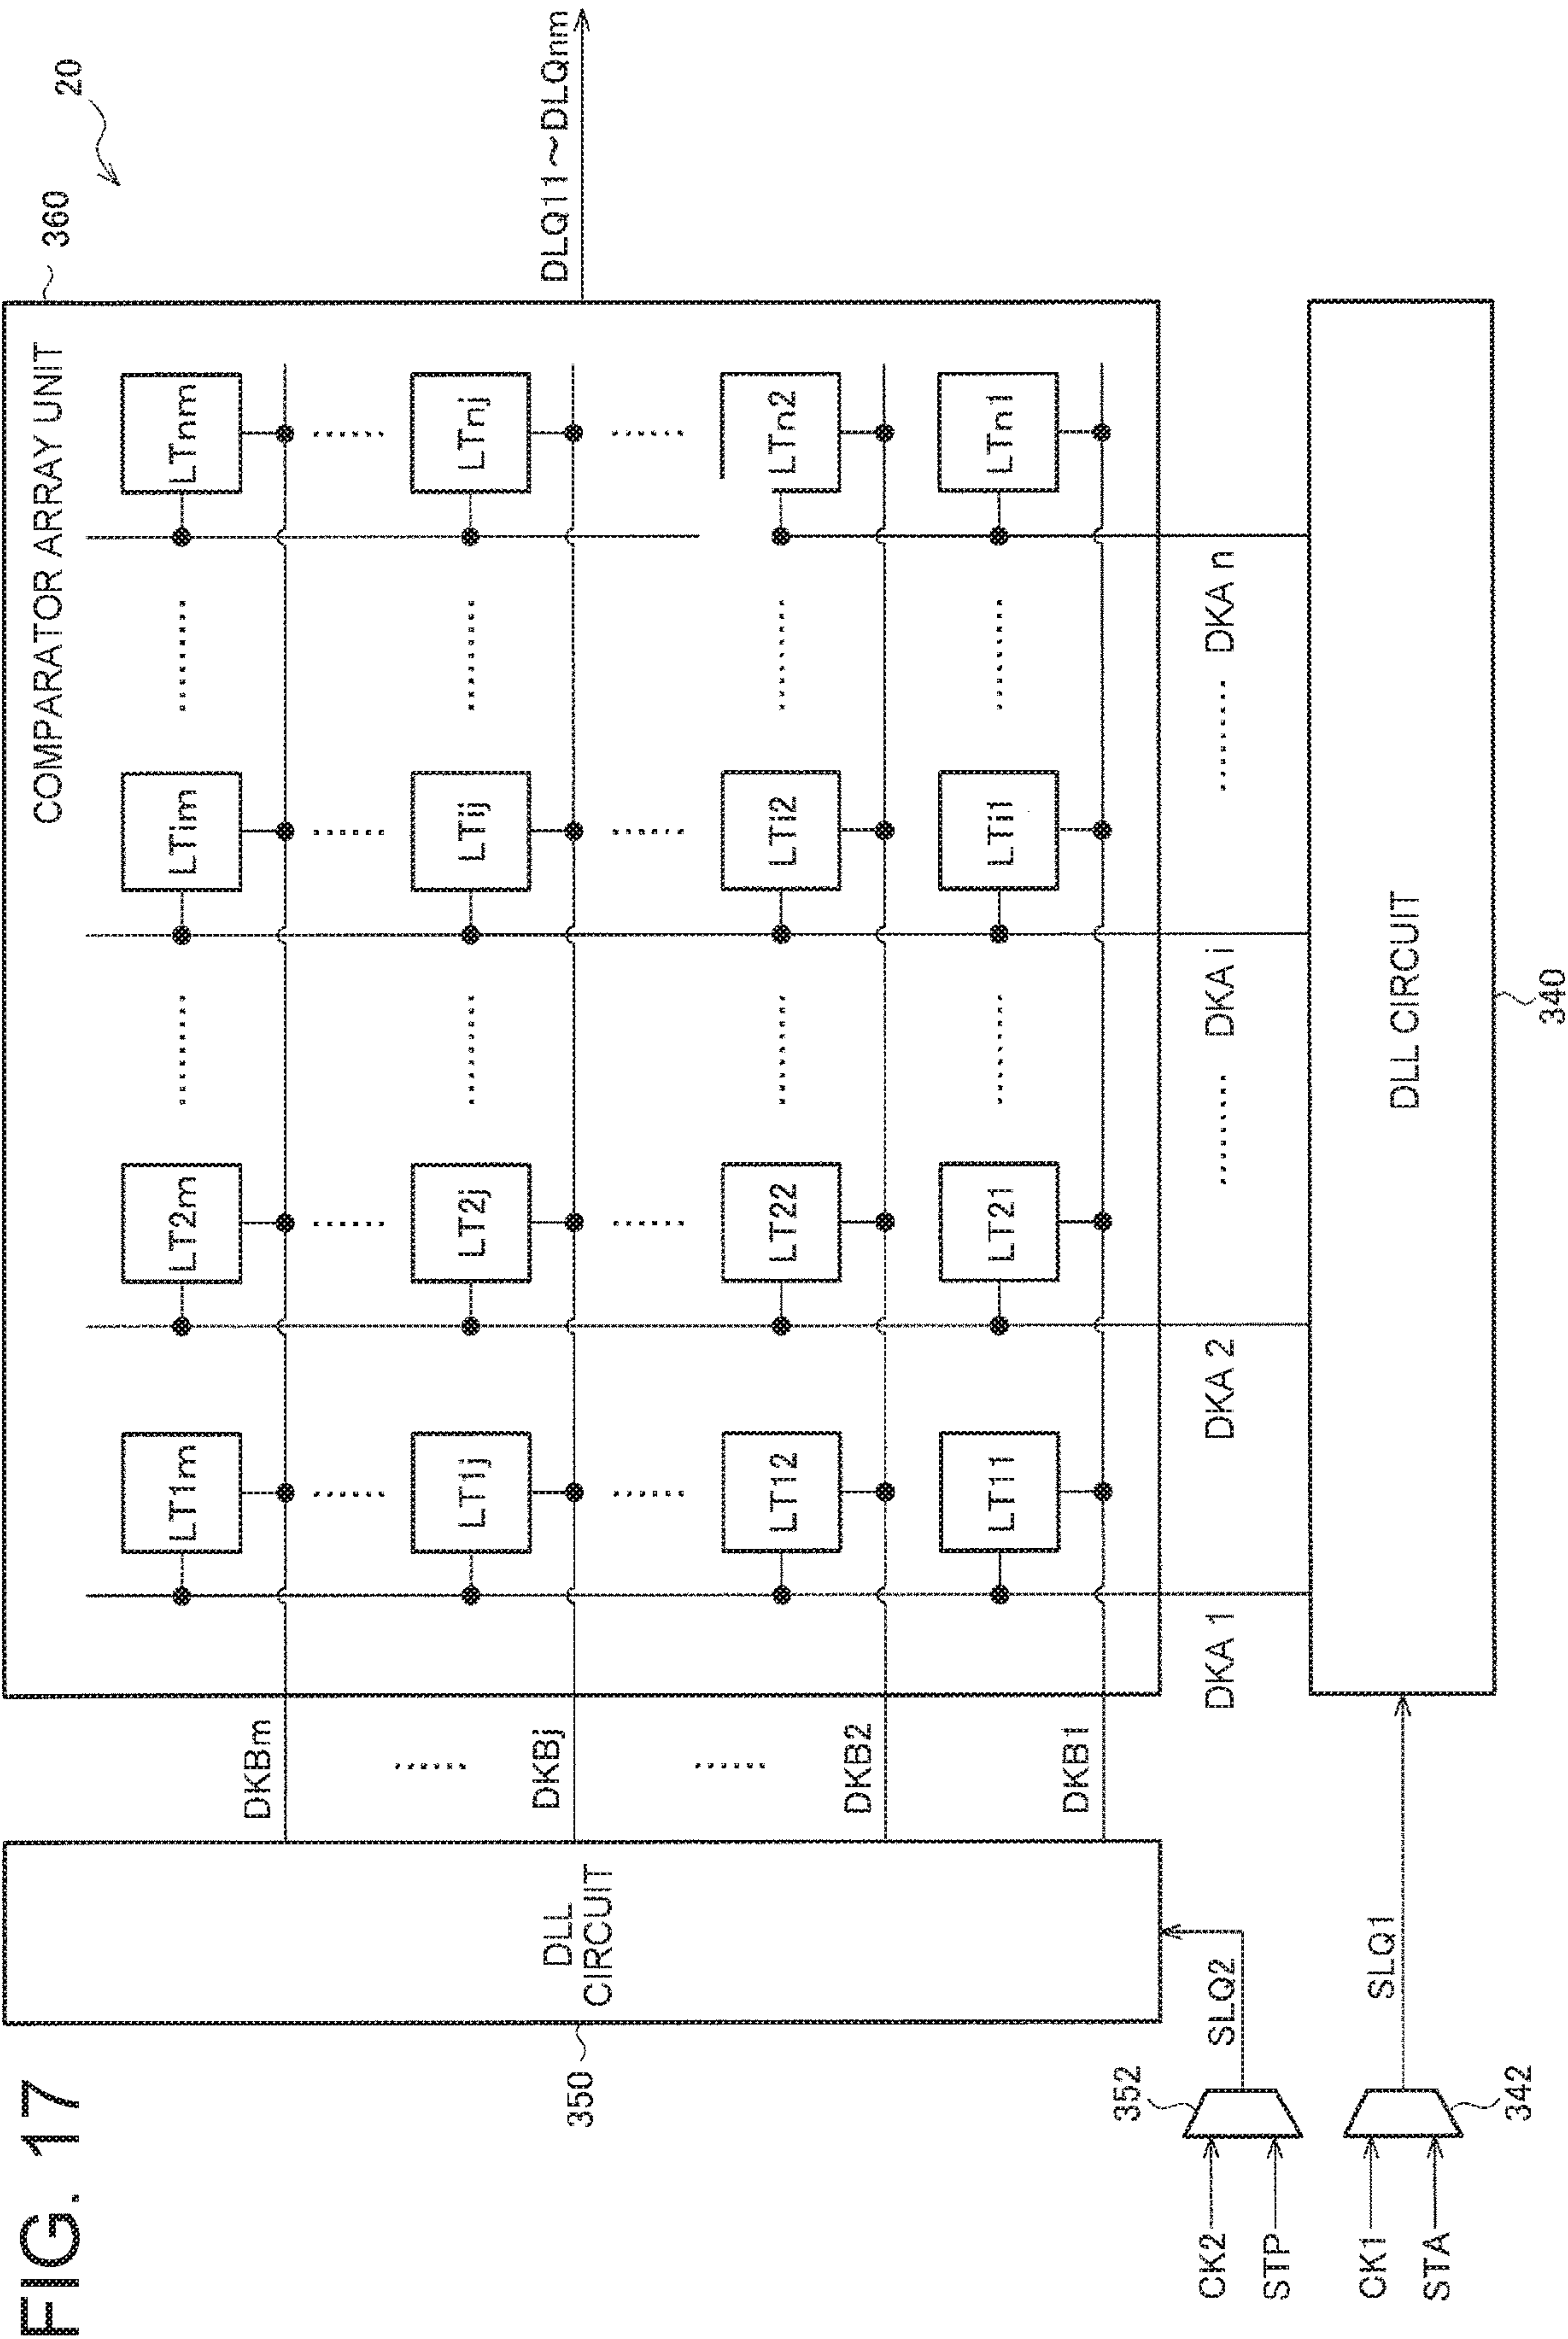 FIG. 17
20
360
COMPARATOR ARRAY UNIT
LT1m
LT2m
LTim
LTnm
DKBm
LT1j
LT2j
LTij
LTnj
DKBj
DLQ11~DLQnm
DLL
CIRCUIT
350
LT12
LT22
LTi2
LTn2
DKB2
LT11
LT21
LTi1
LTn1
DKB1
352
CK2
STP
SLQ2
DKA 1
DKA 2
DKA i
DKA n
CK1
STA
SLQ1
DLL CIRCUIT
342
340